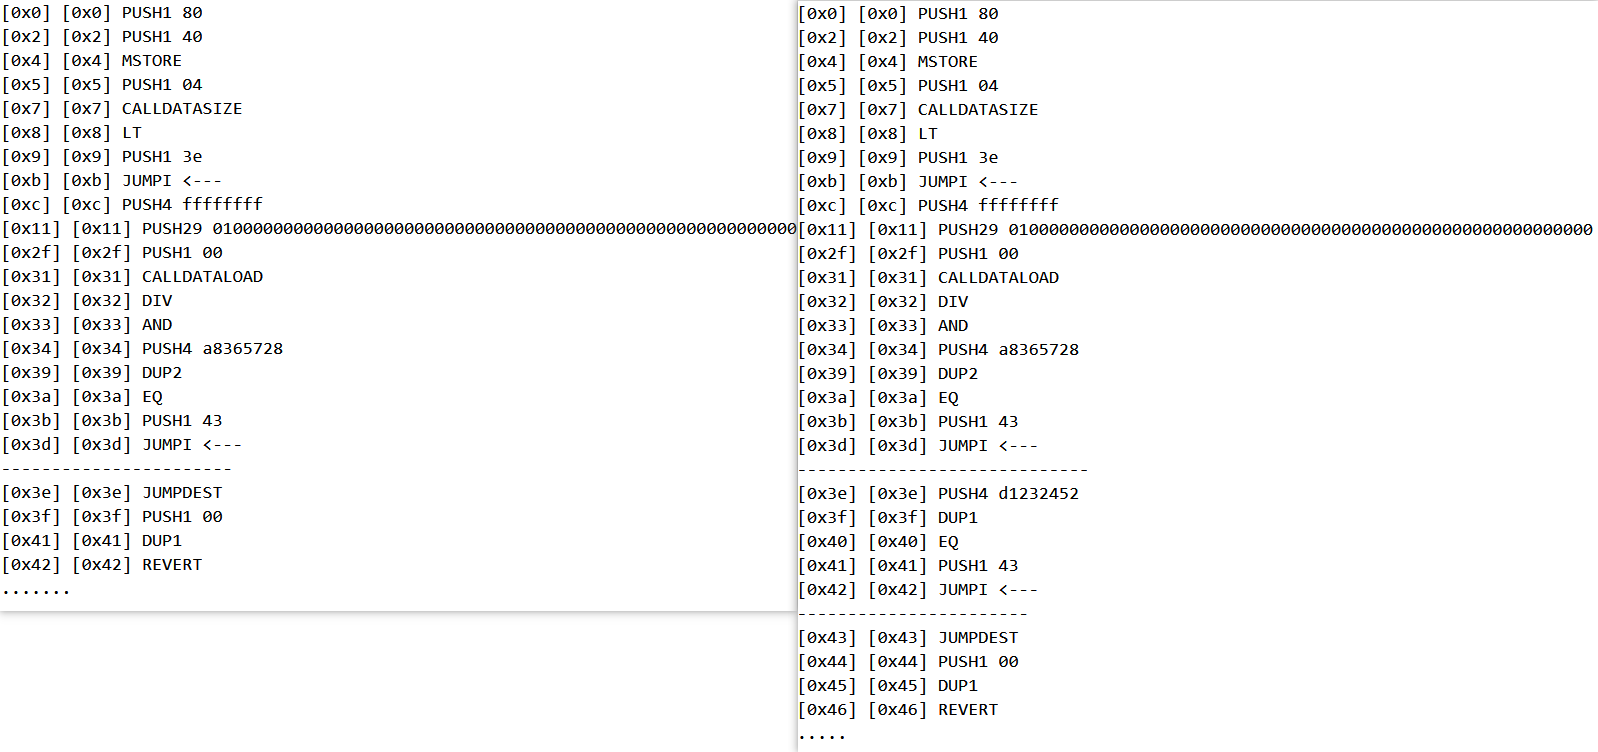 [0x0] [0x0] PUSH1 80
[0x2] [0x2] PUSH1 40
[0x4] [0x4] MSTORE
[0x5] [0x5] PUSH1 04
[0x7] [0x7] CALLDATASIZE
[0x8] [0x8] LT
[0x9] [0x9] PUSH1 3e
[0xb] [0xb] JUMPI <---
[0xc] [0xc] PUSH4 ffffffff
[0x11] [0x11] PUSH29 0100000000000000000000000000000000000000000000000000000000
[0x2f] [0x2f] PUSH1 00
[0x31] [0x31] CALLDATALOAD
[0x32] [0x32] DIV
[0x33] [0x33] AND
[0x34] [0x34] PUSH4 a8365728
[0x39] [0x39] DUP2
[0x3a] [0x3a] EQ
[0x3b] [0x3b] PUSH1 43
[0x3d] [0x3d] JUMPI <---
-----------------------
[0x3e] [0x3e] JUMPDEST
[0x3f] [0x3f] PUSH1 00
[0x41] [0x41] DUP1
[0x42] [0x42] REVERT
.......
[0x0] [0x0] PUSH1 80
[0x2] [0x2] PUSH1 40
[0x4] [0x4] MSTORE
[0x5] [0x5] PUSH1 04
[0x7] [0x7] CALLDATASIZE
[0x8] [0x8] LT
[0x9] [0x9] PUSH1 3e
[0xb] [0xb] JUMPI <---
[0xc] [0xc] PUSH4 ffffffff
[0x11] [0x11] PUSH29 0100000000000000000000000000000000000000000000000000000000
[0x2f] [0x2f] PUSH1 00
[0x31] [0x31] CALLDATALOAD
[0x32] [0x32] DIV
[0x33] [0x33] AND
[0x34] [0x34] PUSH4 a8365728
[0x39] [0x39] DUP2
[0x3a] [0x3a] EQ
[0x3b] [0x3b] PUSH1 43
[0x3d] [0x3d] JUMPI <---
-----------------------------
[0x3e] [0x3e] PUSH4 d1232452
[0x3f] [0x3f] DUP1
[0x40] [0x40] EQ
[0x41] [0x41] PUSH1 43
[0x42] [0x42] JUMPI <---
-----------------------
[0x43] [0x43] JUMPDEST
[0x44] [0x44] PUSH1 00
[0x45] [0x45] DUP1
[0x46] [0x46] REVERT
.....